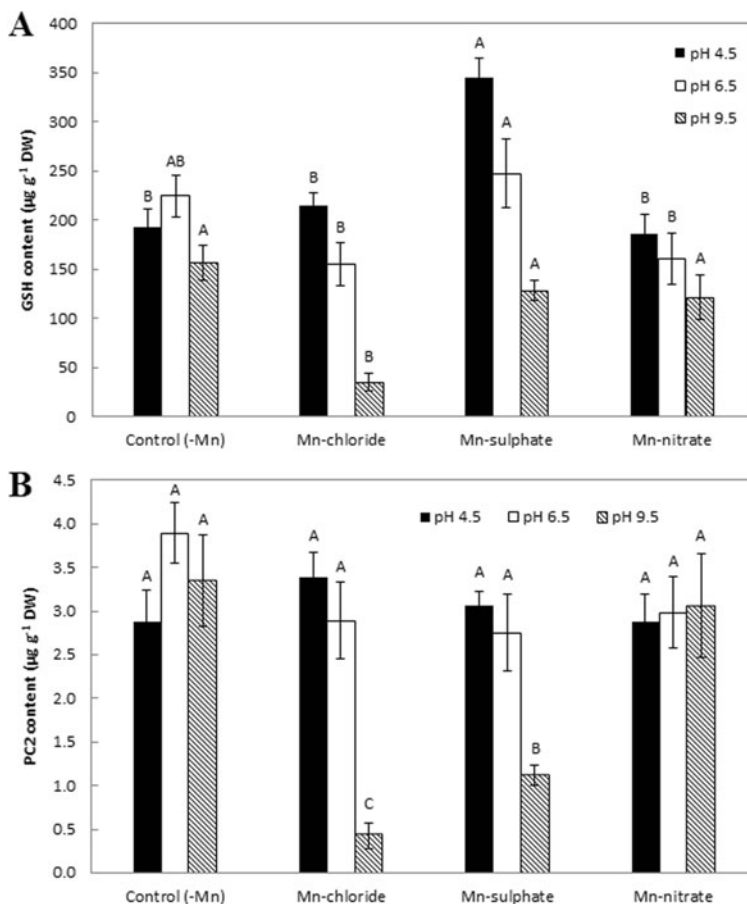 A
GSH content (µg g⁻¹ DW)
400
350
300
250
200
150
100
50
0
B
AB
A
B
B
B
A
A
A
B
B
A
pH 4.5
pH 6.5
pH 9.5
Control (-Mn)
Mn-chloride
Mn-sulphate
Mn-nitrate
B
PC2 content (µg g⁻¹ DW)
4.5
4.0
3.5
3.0
2.5
2.0
1.5
1.0
0.5
0.0
A
A
A
A
A
C
A
A
B
A
A
A
pH 4.5 pH 6.5 pH 9.5
Control (-Mn)
Mn-chloride
Mn-sulphate
Mn-nitrate